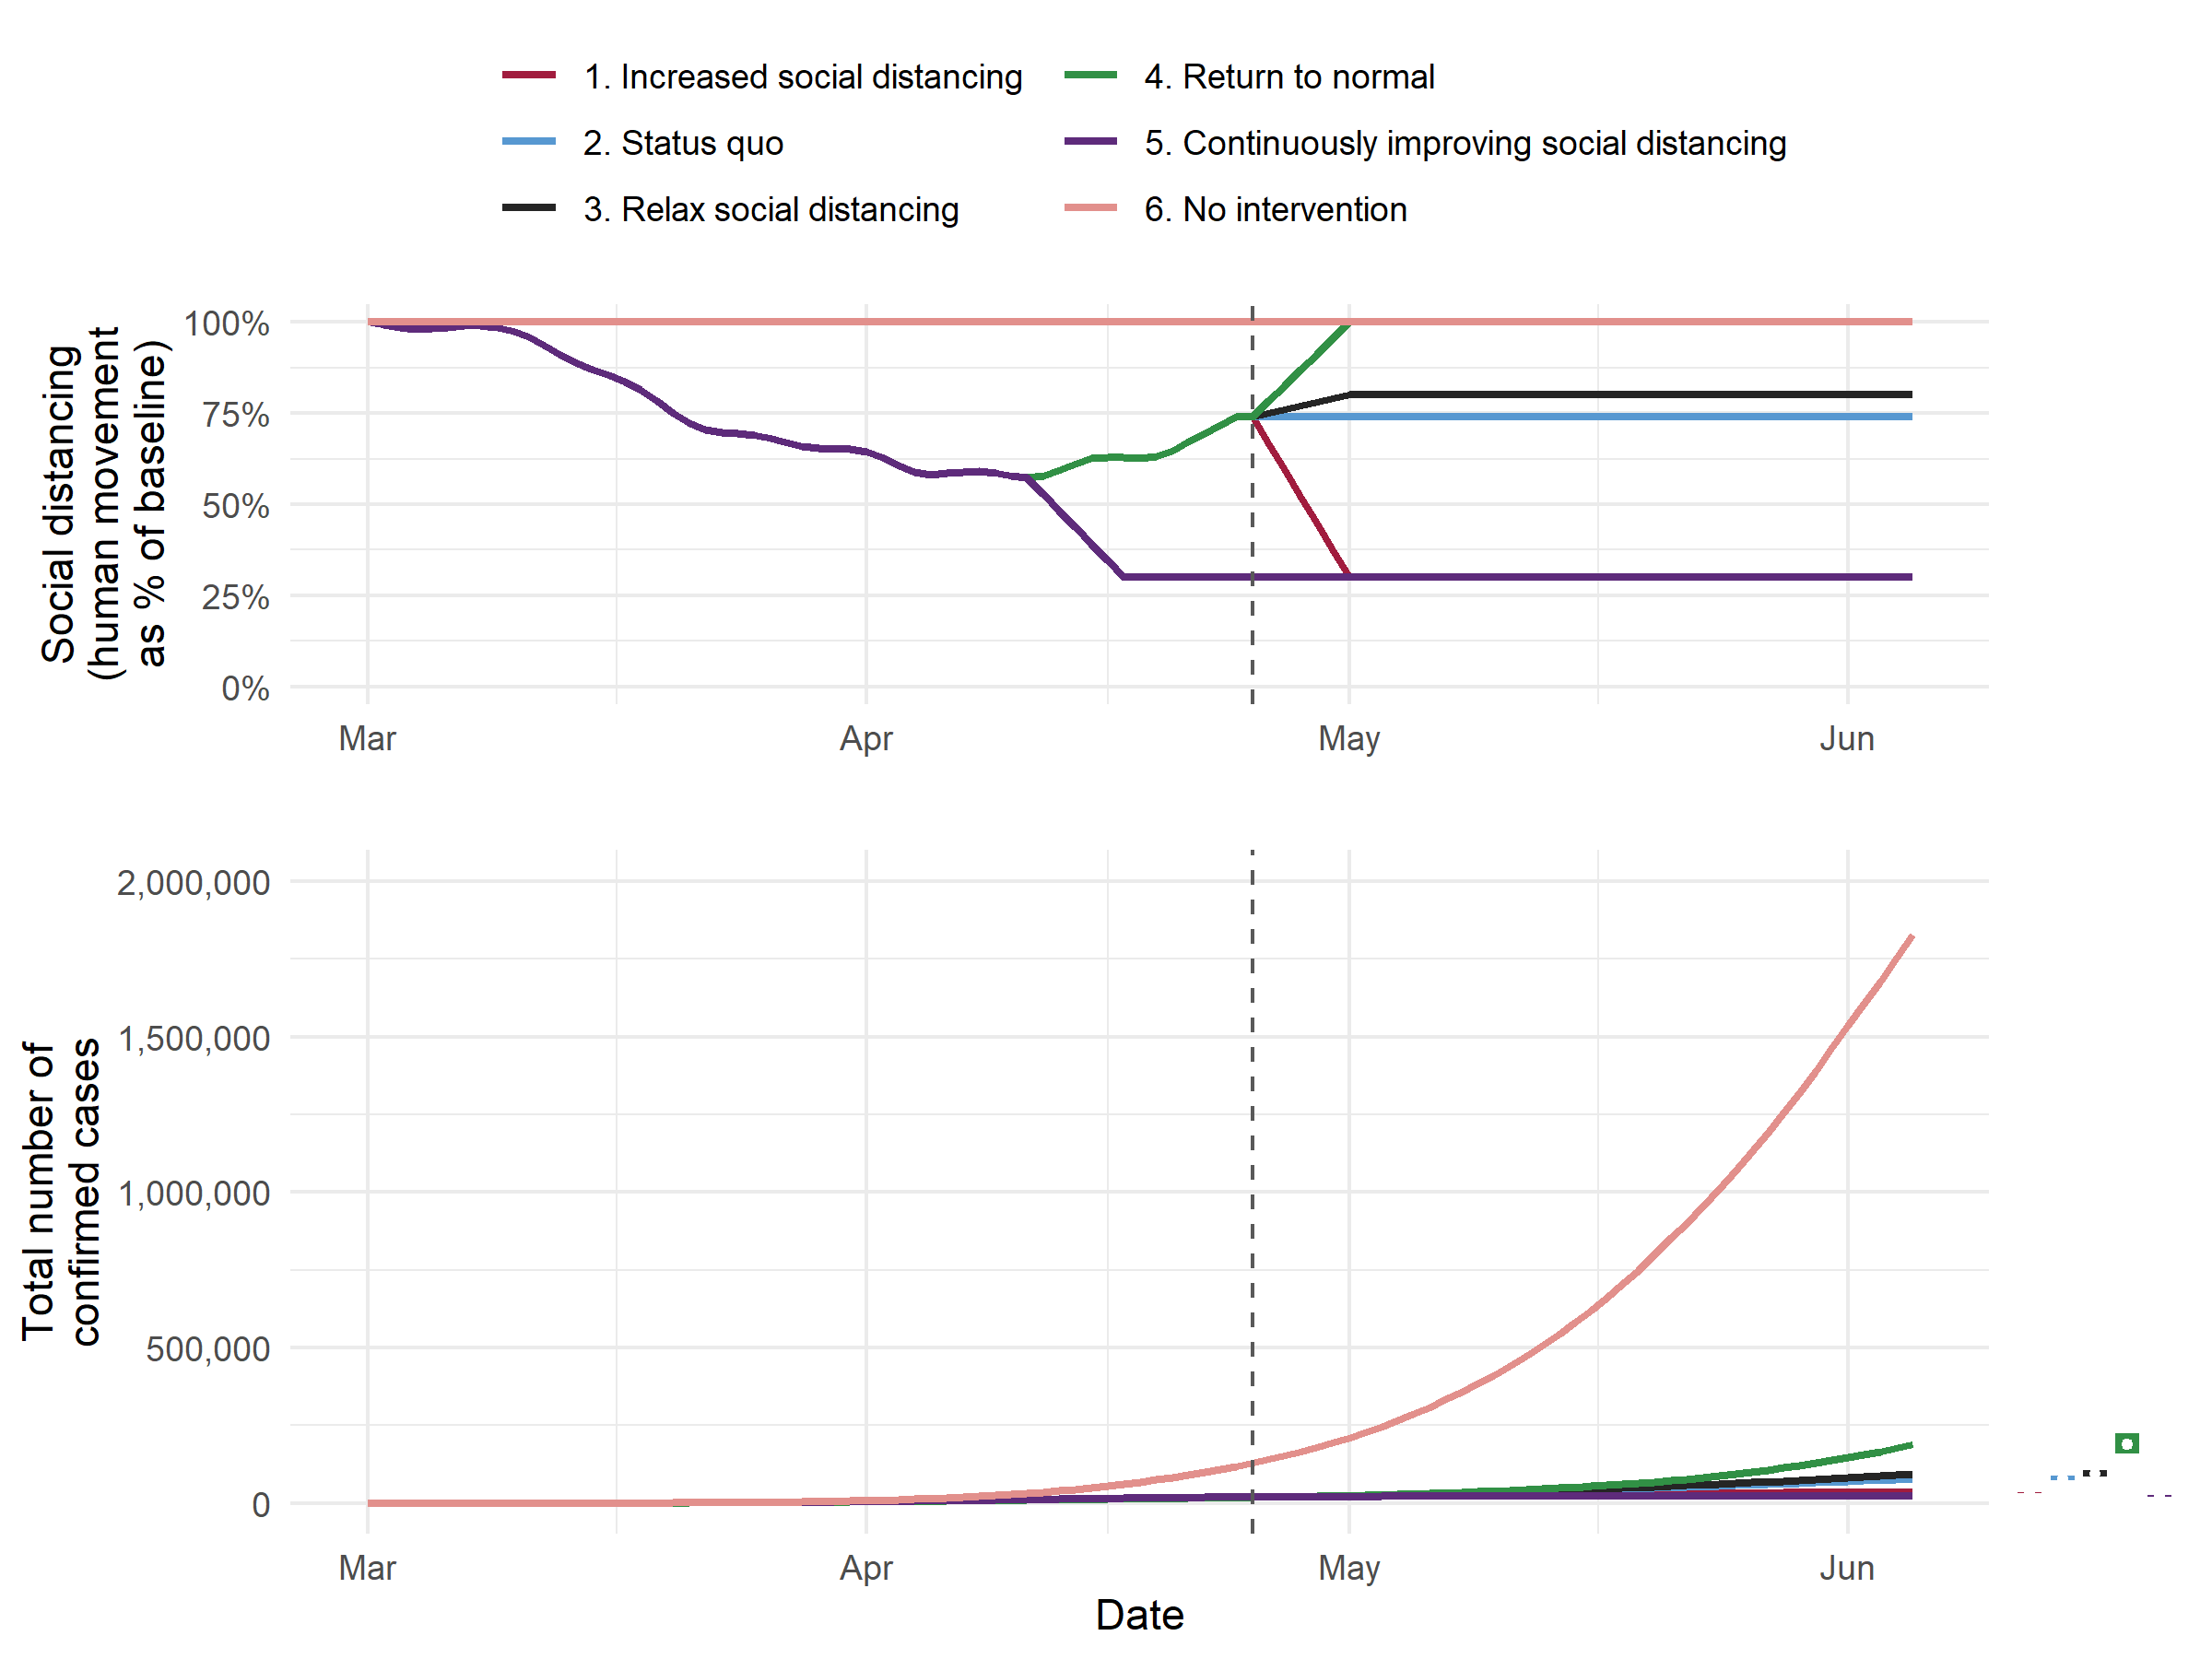 1. Increased social distancing
2. Status quo
3. Relax social distancing
4. Return to normal
5. Continuously improving social distancing
6. No intervention
Social distancing
(human movement
as % of baseline)
100%
75%
50%
25%
0%
Mar
Apr
May
Jun
Total number of
confirmed cases
2,000,000
1,500,000
1,000,000
500,000
0
Mar
Apr
May
Jun
Date